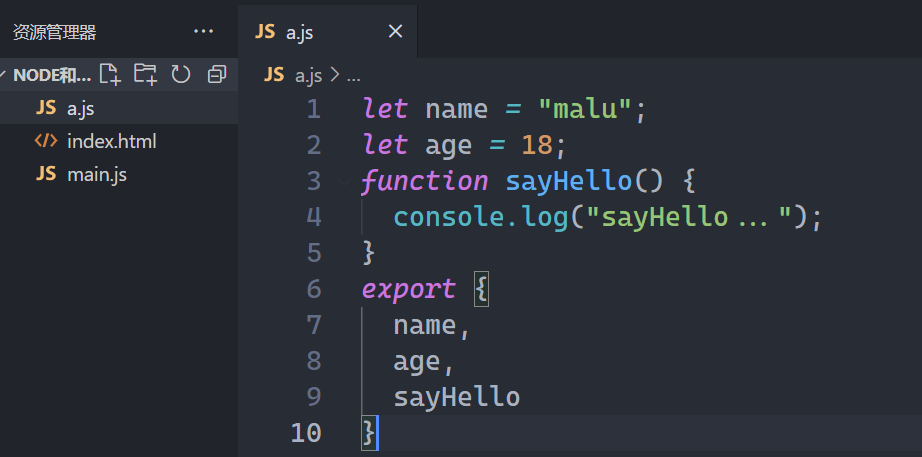 资源管理器 ...
NODE和...
JS a.js
<> index.html
JS main.js
JS a.js ×
JS a.js > ...
1 let name = "malu";
2 let age = 18;
3 function sayHello() {
4 console.log("sayHello...");
5 }
6 export {
7 name,
8 age,
9 sayHello
10 }